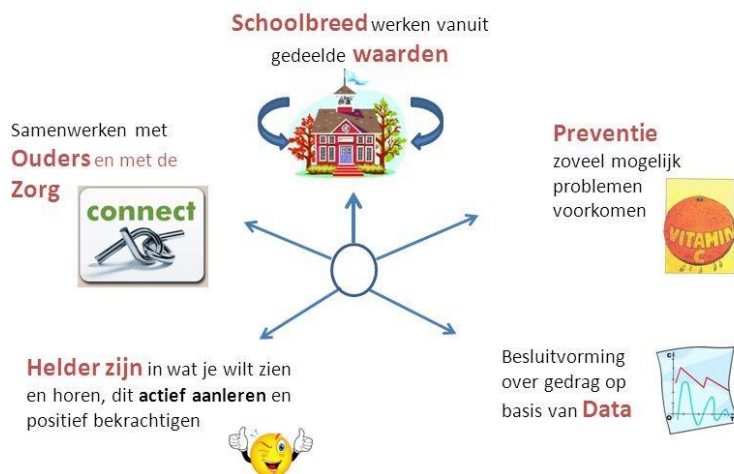 Schoolbreed werken vanuit
gedeelde waarden
Samenwerken met
Ouders en met de
Zorg
connect
Preventie
zoveel mogelijk
problemen
voorkomen
VITAMIN
C
Helder zijn in wat je wilt zien
en horen, dit actief aanleren en
positief bekrachtigen
Besluitvorming
over gedrag op
basis van Data
C
O
T